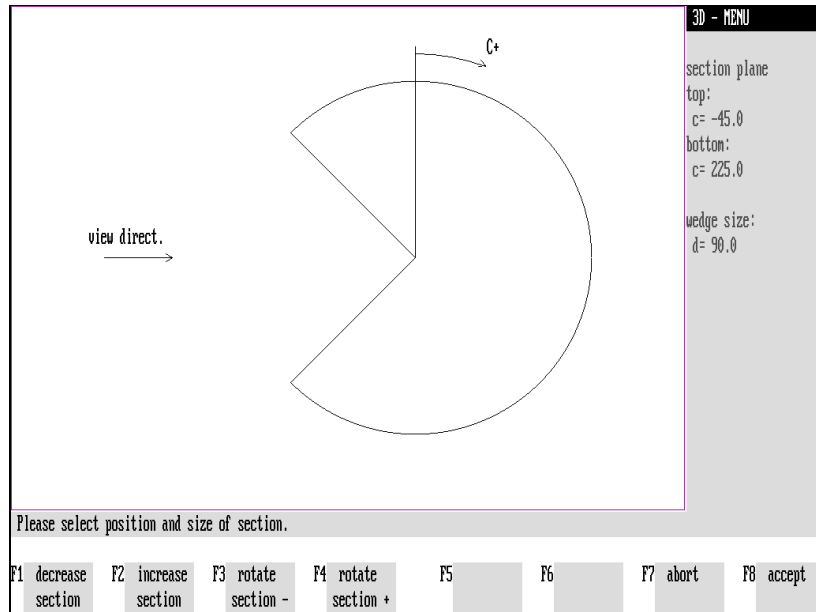 3D - MENU
C+
section plane
top:
c= -45.0
bottom:
c= 225.0
wedge size:
d= 90.0
view direct.
Please select position and size of section.
F1 decrease section
F2 increase section
F3 rotate section -
F4 rotate section +
F5
F6
F7 abort
F8 accept